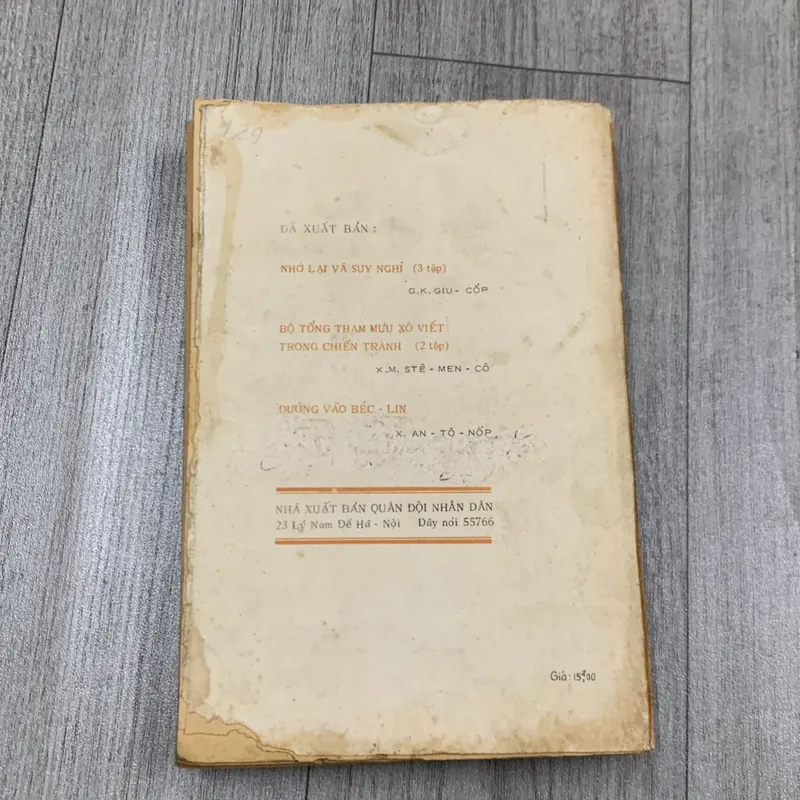 429
ĐÃ XUẤT BẢN :
NHỚ LẠI VÀ SUY NGHĨ (3 tập)
G.K. GIU - CỐP
BỘ TỔNG THAM MƯU XÔ VIẾT
TRONG CHIẾN TRANH (2 tập)
X.M. STÊ - MEN - CÔ
ĐƯỜNG VÀO BÉC - LIN
X. AN - TÔ - NỐP
NHÀ XUẤT BẢN QUÂN ĐỘI NHÂN DÂN
23 Lý Nam Đế Hà - Nội Dây nói 55766
Giá : 15đ00